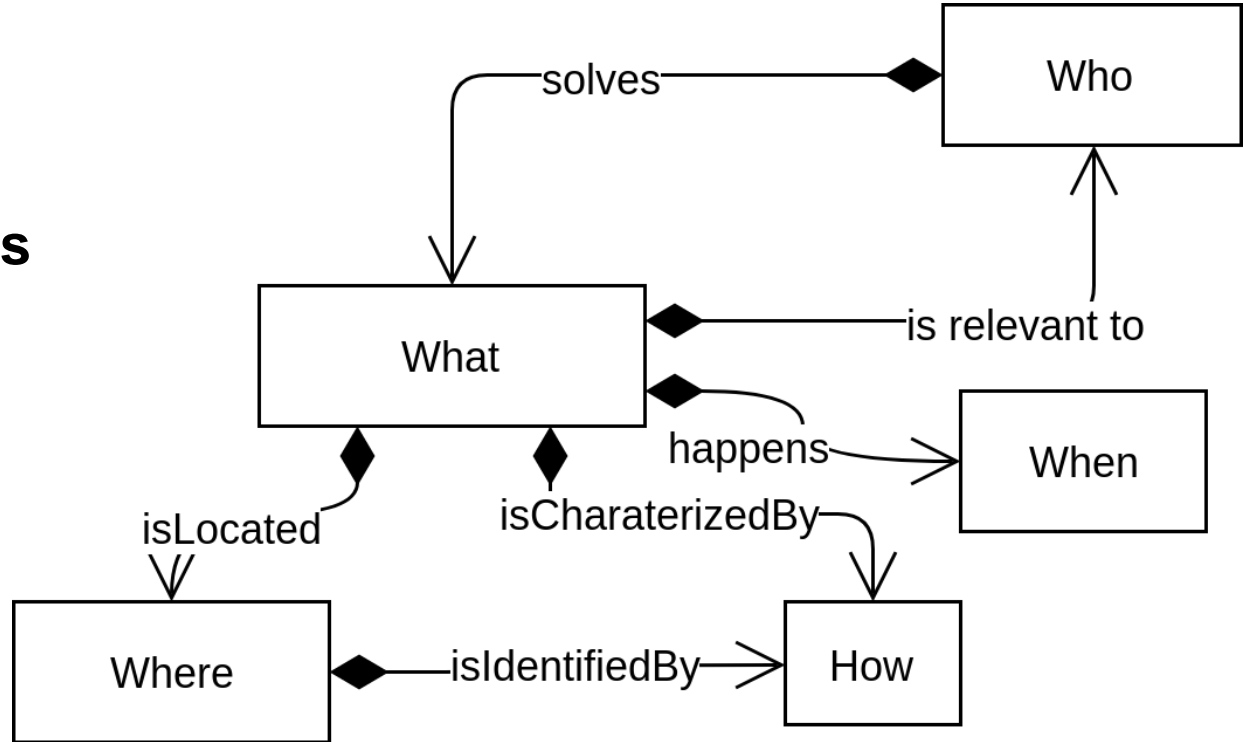 Who
solves
s
is relevant to
What
happens
When
isLocated
isCharaterizedBy
Where
isIdentifiedBy
How